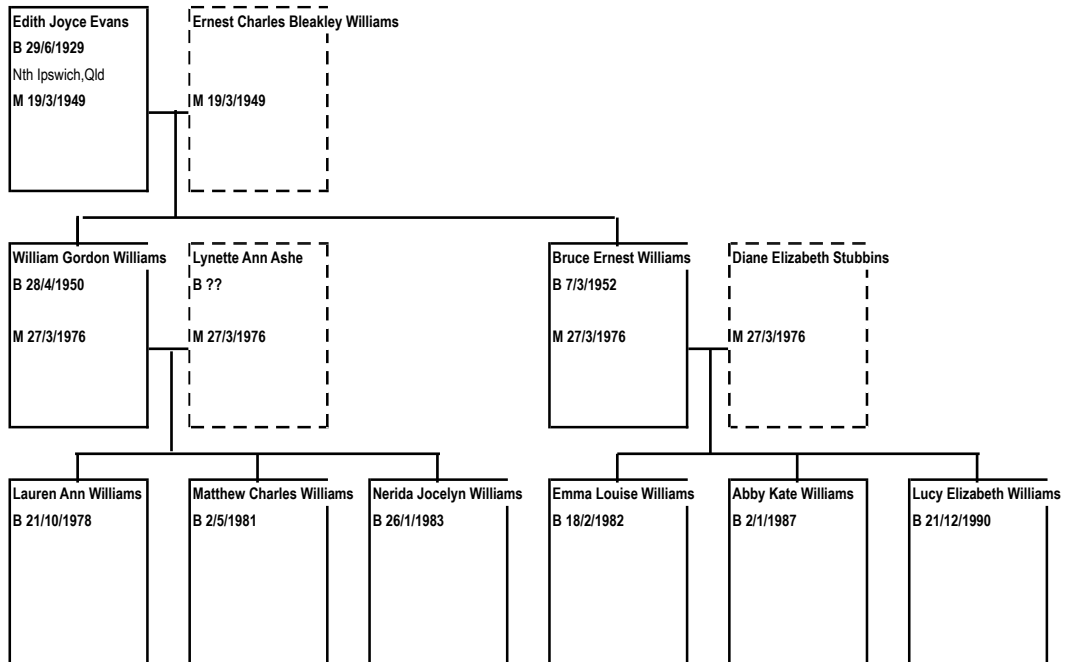 Edith Joyce Evans
B 29/6/1929
Nth Ipswich,Qld
M 19/3/1949
Ernest Charles Bleakley Williams
M 19/3/1949
William Gordon Williams
B 28/4/1950
M 27/3/1976
Lynette Ann Ashe
B ??
M 27/3/1976
Bruce Ernest Williams
B 7/3/1952
M 27/3/1976
Diane Elizabeth Stubbins
M 27/3/1976
Lauren Ann Williams
B 21/10/1978
Matthew Charles Williams
B 2/5/1981
Nerida Jocelyn Williams
B 26/1/1983
Emma Louise Williams
B 18/2/1982
Abby Kate Williams
B 2/1/1987
Lucy Elizabeth Williams
B 21/12/1990